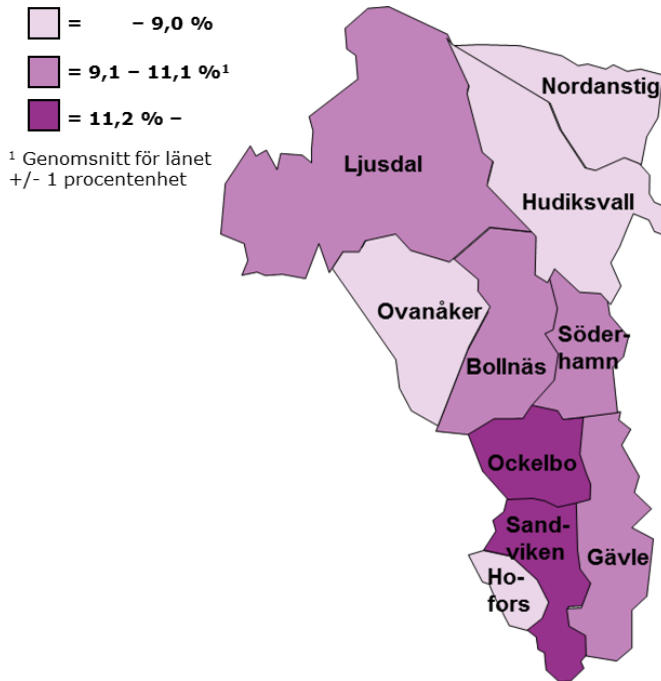 = – 9,0 %
= 9,1 – 11,1 %¹
= 11,2 % –
¹ Genomsnitt för länet
+/- 1 procentenhet
Nordanstig
Ljusdal
Hudiksvall
Ovanåker
Söder-
hamn
Bollnäs
Ockelbo
Sand-
viken
Gävle
Ho-
fors